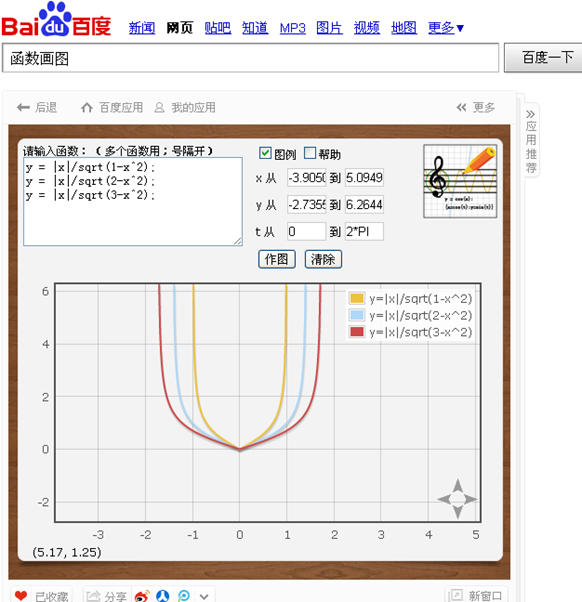 Bai du 百度 新闻 网页 贴吧 知道 MP3 图片 视频 地图 更多▼
函数画图 百度一下
后退 百度应用 我的应用 更多
应用推荐
请输入函数：（多个函数用；号隔开）
y = |x|/sqrt(1-x^2);
y = |x|/sqrt(2-x^2);
y = |x|/sqrt(3-x^2);
图例 帮助
x 从 -3.905( 到 5.0949
y 从 -2.735 到 6.2644
t 从 0 到 2*PI
作图 清除
y=|x|/sqrt(1-x^2)
y=|x|/sqrt(2-x^2)
y=|x|/sqrt(3-x^2)
6
4
2
0
-2
-3 -2 -1 0 1 2 3 4 5
(5.17, 1.25)
已收藏 分享 新窗口